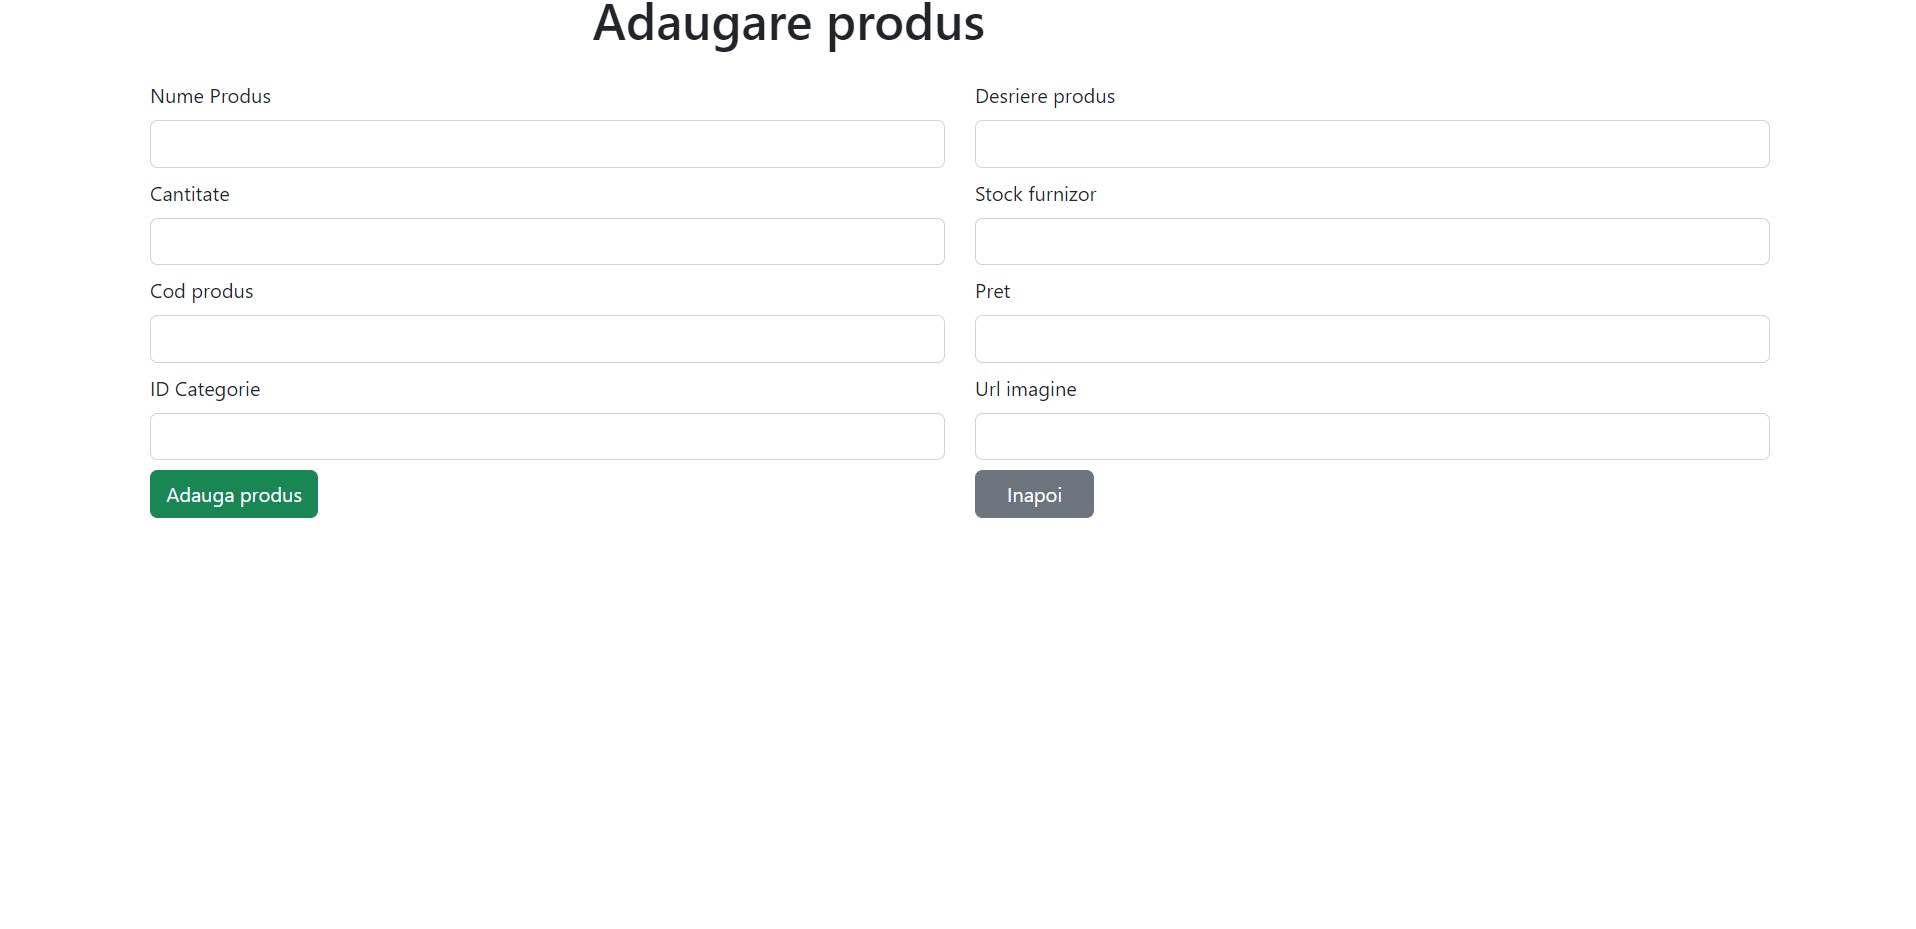 Adaugare produs
Nume Produs
Desriere produs
Cantitate
Stock furnizor
Cod produs
Pret
ID Categorie
Url imagine
Adauga produs
Inapoi